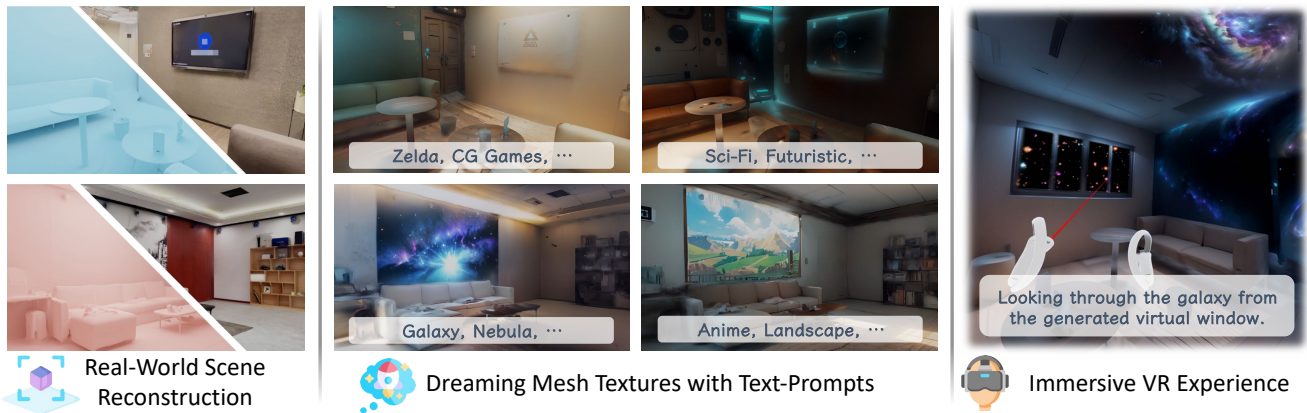 Zelda, CG Games, ⋯
Sci-Fi, Futuristic, ⋯
Galaxy, Nebula, ⋯
Anime, Landscape, ⋯
Looking through the galaxy from
the generated virtual window.
Real-World Scene
Reconstruction
Dreaming Mesh Textures with Text-Prompts
Immersive VR Experience